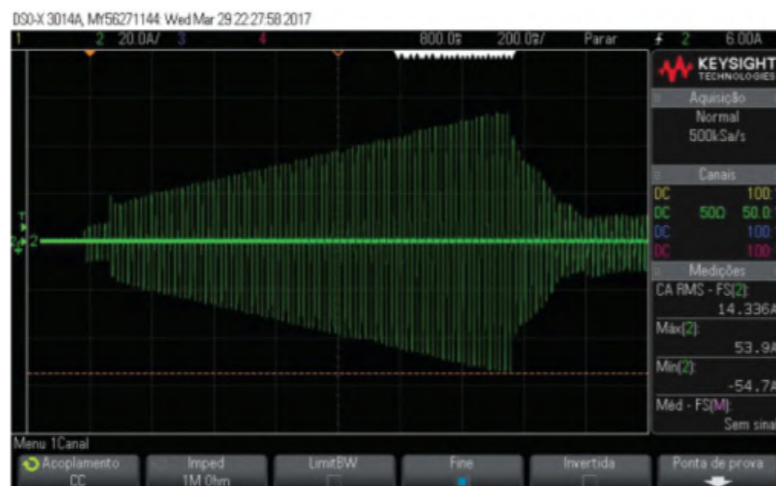 DSO-X 3014A, MY56271144: Wed Mar 29 22:27:58 2017
1 2 20.0A/ 3 4 800.0 200.0 / Parar 2 6.00A
KEYSIGHT
TECHNOLOGIES
Aquisição
Normal
500kSa/s
Canais
DC 100:
DC 50Ω 50.0:
DC 100:
DC 100:
Medições
CA RMS - FS(2):
14.336A
Máx(2):
53.9A
Mín(2):
-54.7A
Méd - FS(M):
Sem sinal
T
2
Menu 1Canal
Acoplamento Imped LimitBW Fine Invertida Ponta de prova
CC 1M Ohm